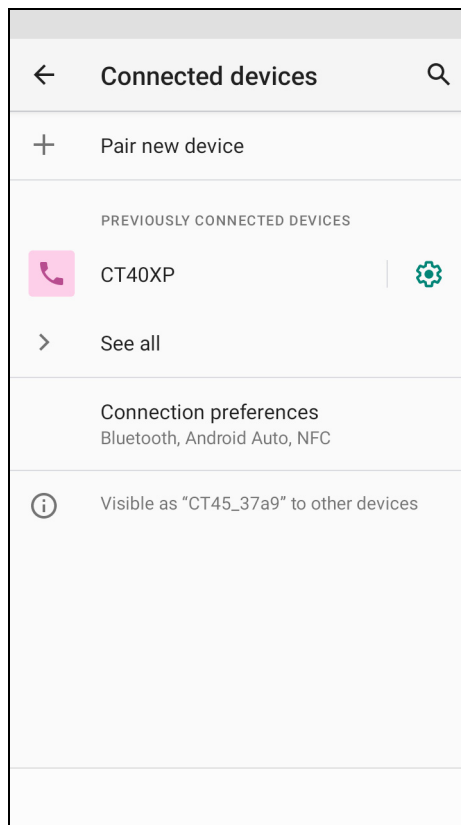 Connected devices
Pair new device
PREVIOUSLY CONNECTED DEVICES
CT40XP
See all
Connection preferences
Bluetooth, Android Auto, NFC
Visible as “CT45_37a9” to other devices